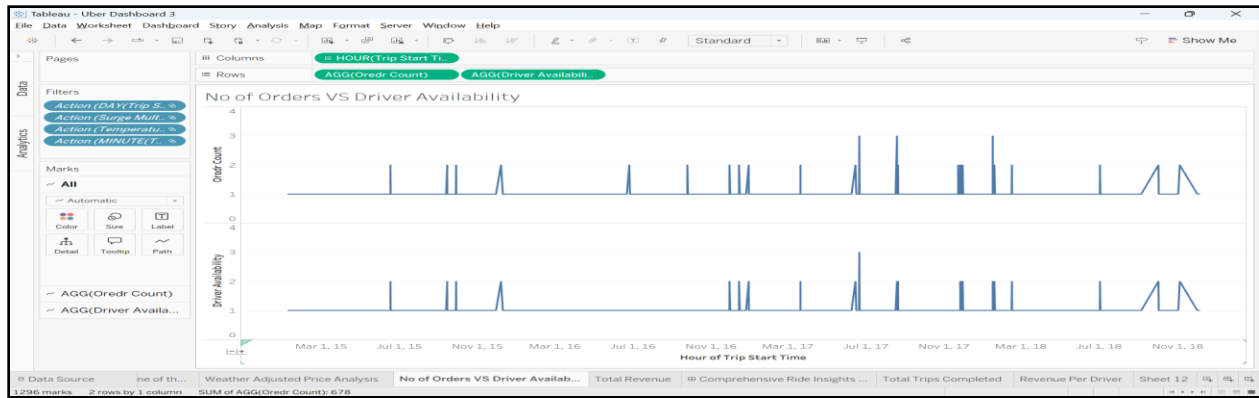 Tableau - Uber Dashboard 3
File Data Worksheet Dashboard Story Analysis Map Format Server Window Help
Standard
Show Me
Data
Analytics
Pages
Columns
HOUR(Trip Start Ti..
Rows
AGG(Oredr Count)
AGG(Driver Availabili..
Filters
Action (DAY(Trip S..
Action (Surge Mult..
Action (Temperatu..
Action (MINUTE(T..
Marks
All
Automatic
Color Size Label
Detail Tooltip Path
AGG(Oredr Count)
AGG(Driver Availa...
No of Orders VS Driver Availability
Oredr Count
4
3
2
1
0
Driver Availability
4
3
2
1
0
Mar 1, 15 Jul 1, 15 Nov 1, 15 Mar 1, 16 Jul 1, 16 Nov 1, 16 Mar 1, 17 Jul 1, 17 Nov 1, 17 Mar 1, 18 Jul 1, 18 Nov 1, 18
Hour of Trip Start Time
Data Source
ne of th...
Weather Adjusted Price Analysis
No of Orders VS Driver Availab...
Total Revenue
Comprehensive Ride Insights ...
Total Trips Completed
Revenue Per Driver
Sheet 12
1296 marks 2 rows by 1 column SUM of AGG(Oredr Count): 678